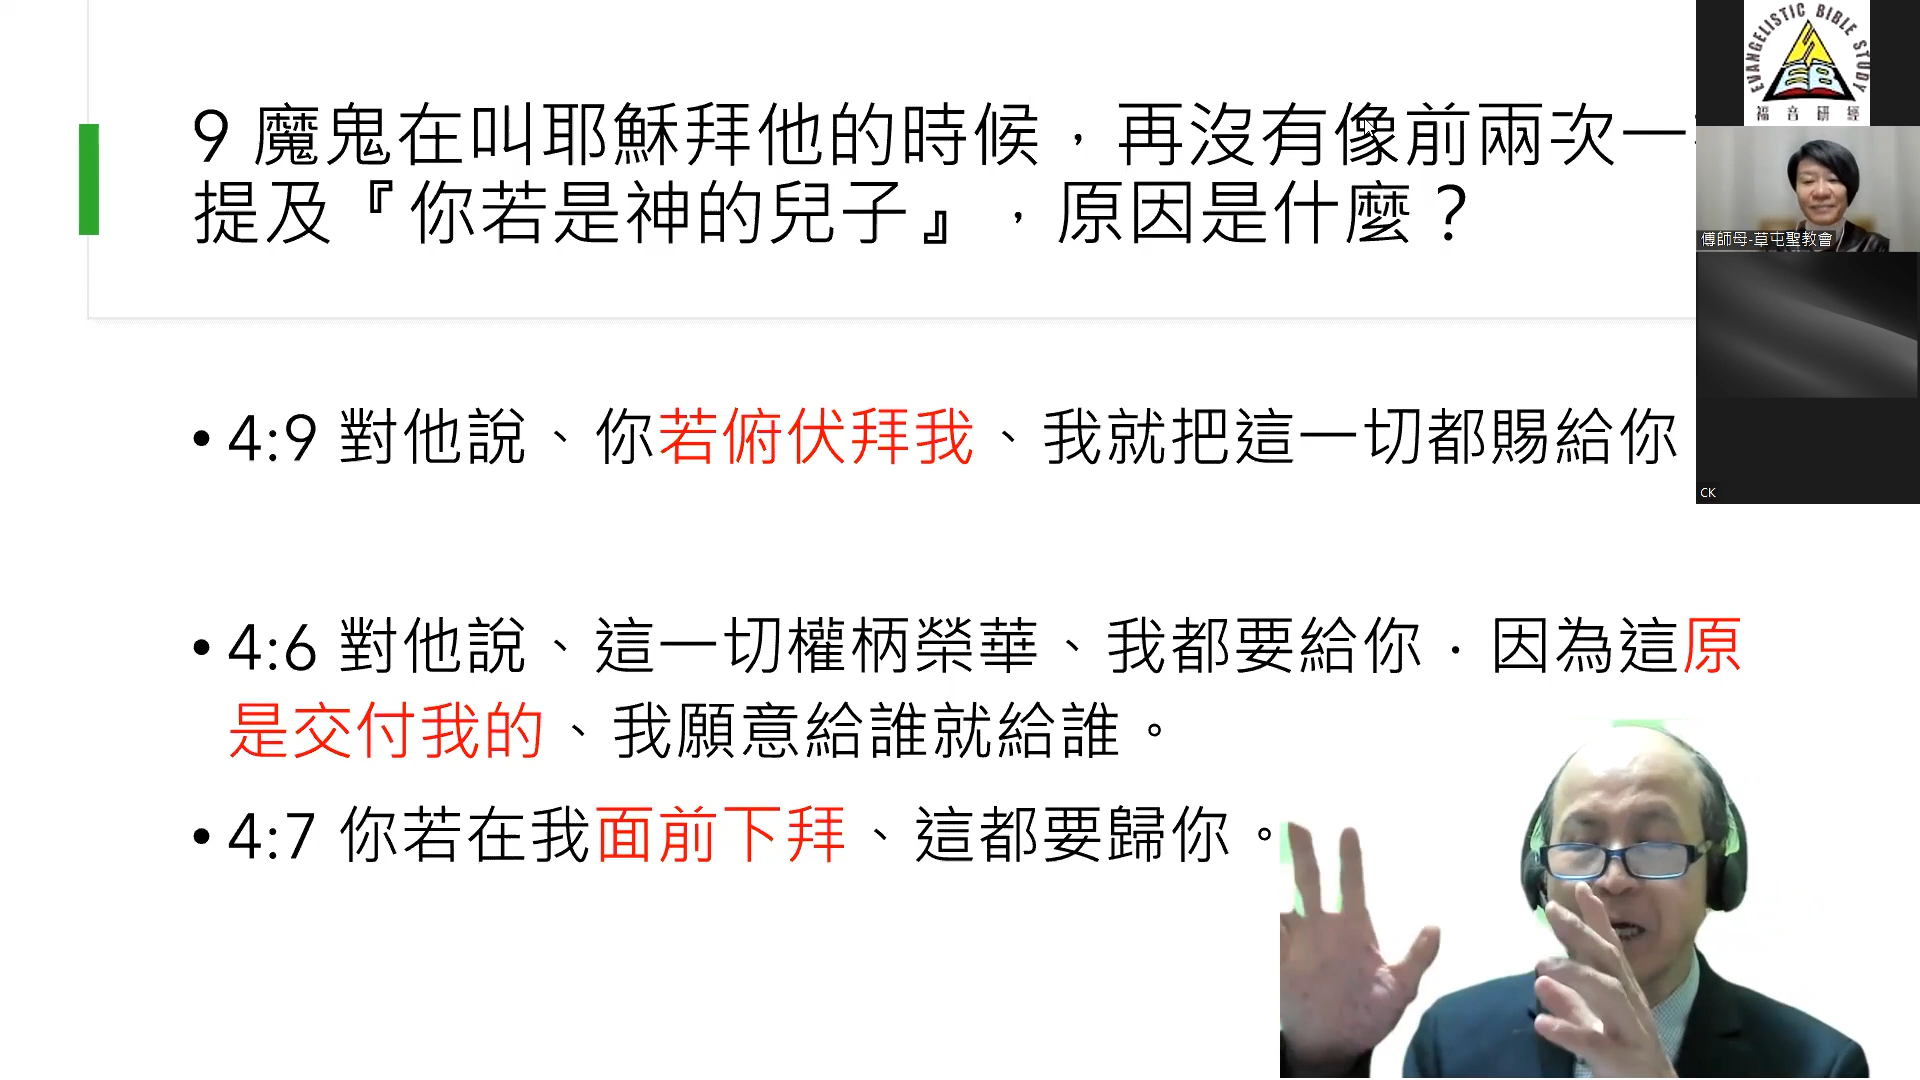 9 魔鬼在叫耶穌拜他的時候，再沒有像前兩次一
提及『你若是神的兒子』，原因是什麼？
• 4:9 對他說、你若俯伏拜我、我就把這一切都賜給你
• 4:6 對他說、這一切權柄榮華、我都要給你．因為這原
是交付我的、我願意給誰就給誰。
• 4:7 你若在我面前下拜、這都要歸你。
EVANGELISTIC BIBLE STUDY
EB
福音研經
傅師母-草屯聖教會
CK